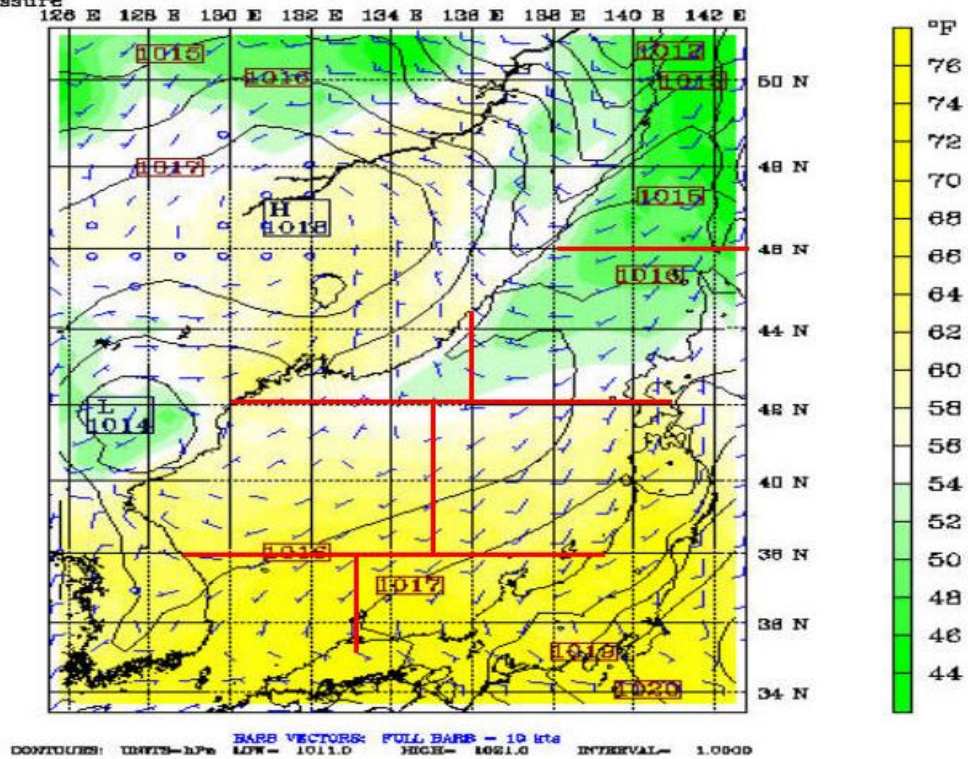 ssure
126 E 128 E 130 E 132 E 134 E 136 E 138 E 140 E 142 E
°F
1015
1012
1016
1013
50 N
1017
48 N
1015
H
1018
46 N
1016
44 N
L
1014
42 N
40 N
1016
38 N
1017
36 N
1019
1020
34 N
76
74
72
70
68
66
64
62
60
58
56
54
52
50
48
46
44
BARB VECTORS: FULL BARB = 10 kts
CONTOURS: UNITS=hPa LOW= 1011.0 HIGH= 1021.0 INTERVAL= 1.0000